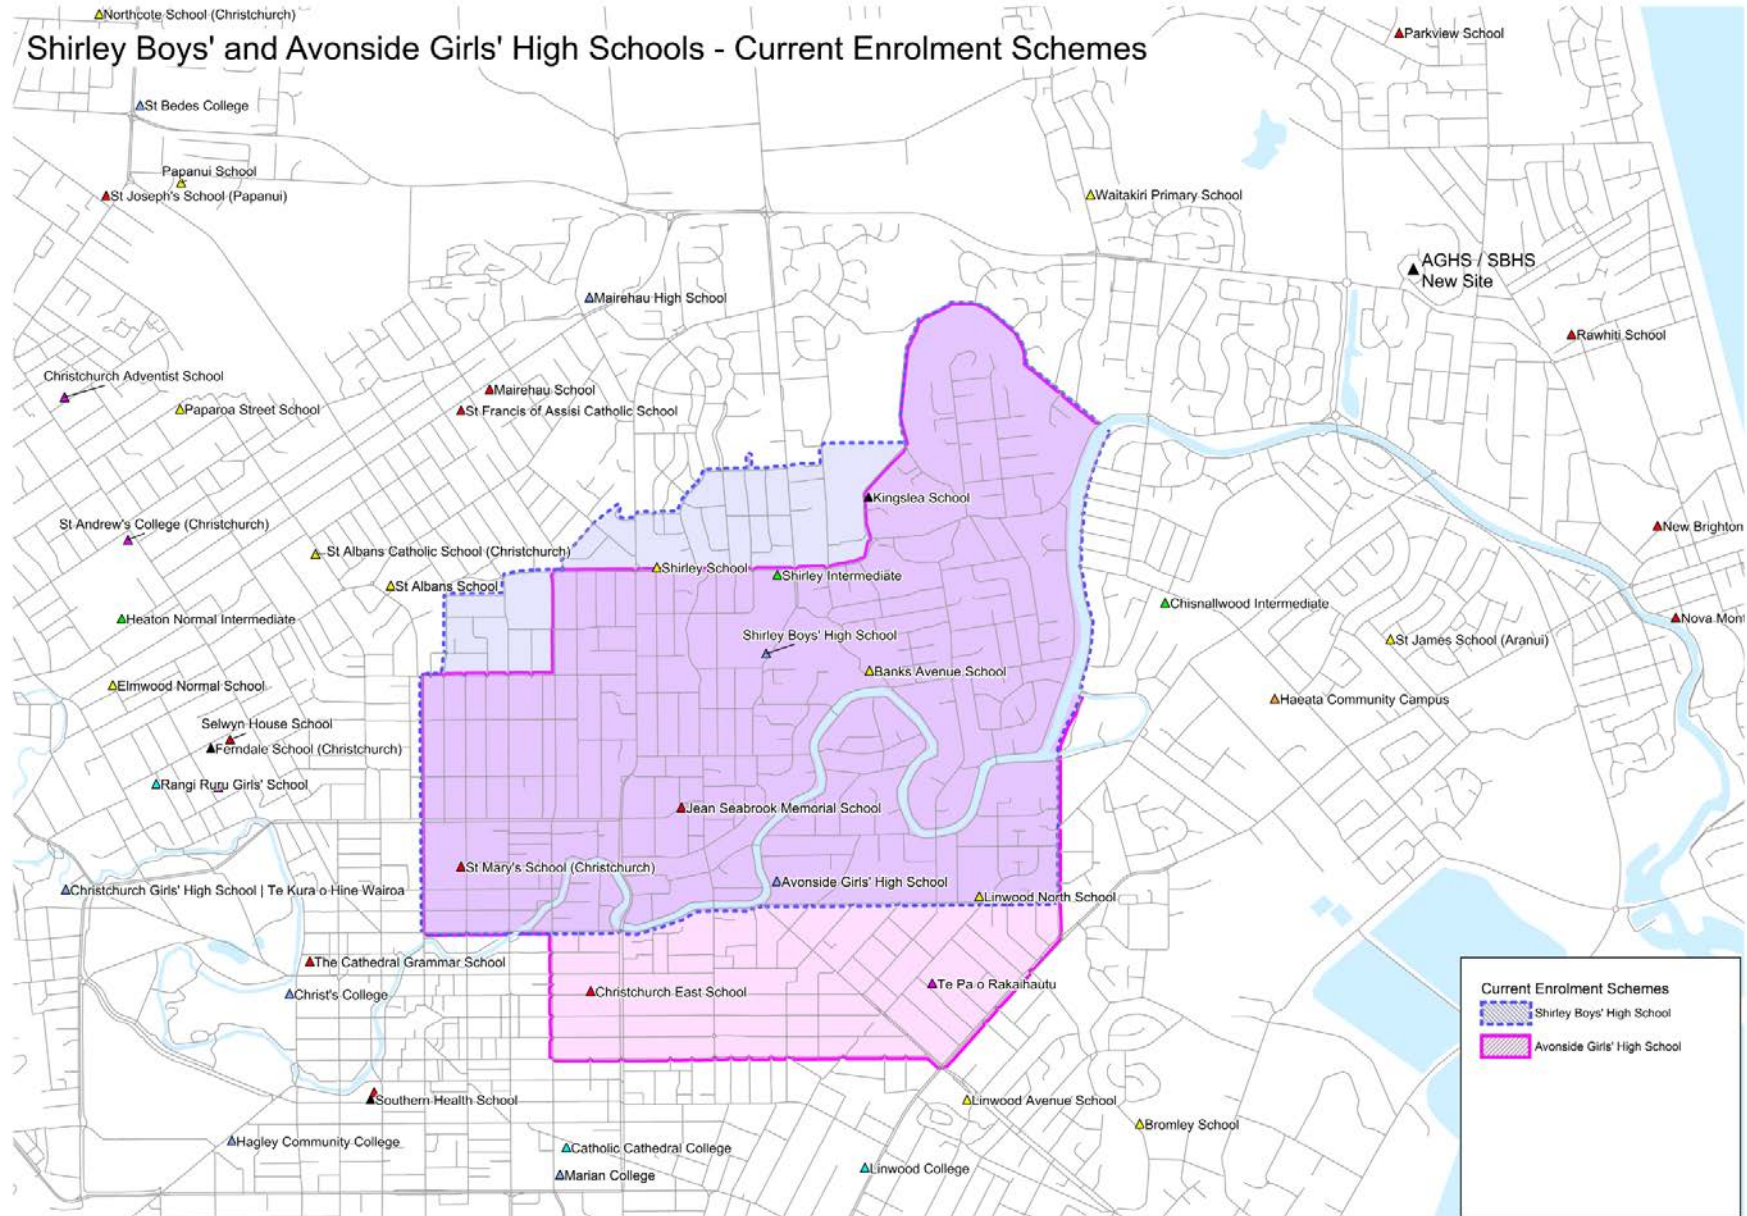 Northcote School (Christchurch)
Parkview School
Shirley Boys' and Avonside Girls' High Schools - Current Enrolment Schemes
St Bedes College
Papanui School
St Joseph's School (Papanui)
Waitakiri Primary School
AGHS / SBHS
New Site
Mairehau High School
Rawhiti School
Christchurch Adventist School
Mairehau School
Paparoa Street School
St Francis of Assisi Catholic School
Kingslea School
St Andrew's College (Christchurch)
New Brighton
St Albans Catholic School (Christchurch)
Shirley School
Shirley Intermediate
St Albans School
Chisnallwood Intermediate
Heaton Normal Intermediate
Nova Mont
Shirley Boys' High School
St James School (Aranui)
Banks Avenue School
Elmwood Normal School
Haeata Community Campus
Selwyn House School
Ferndale School (Christchurch)
Rangi Ruru Girls' School
Jean Seabrook Memorial School
St Mary's School (Christchurch)
Avonside Girls' High School
Christchurch Girls' High School | Te Kura o Hine Wairoa
Linwood North School
The Cathedral Grammar School
Te Pa o Rakaihautu
Christ's College
Christchurch East School
Current Enrolment Schemes
Shirley Boys' High School
Avonside Girls' High School
Southern Health School
Linwood Avenue School
Bromley School
Hagley Community College
Catholic Cathedral College
Linwood College
Marian College